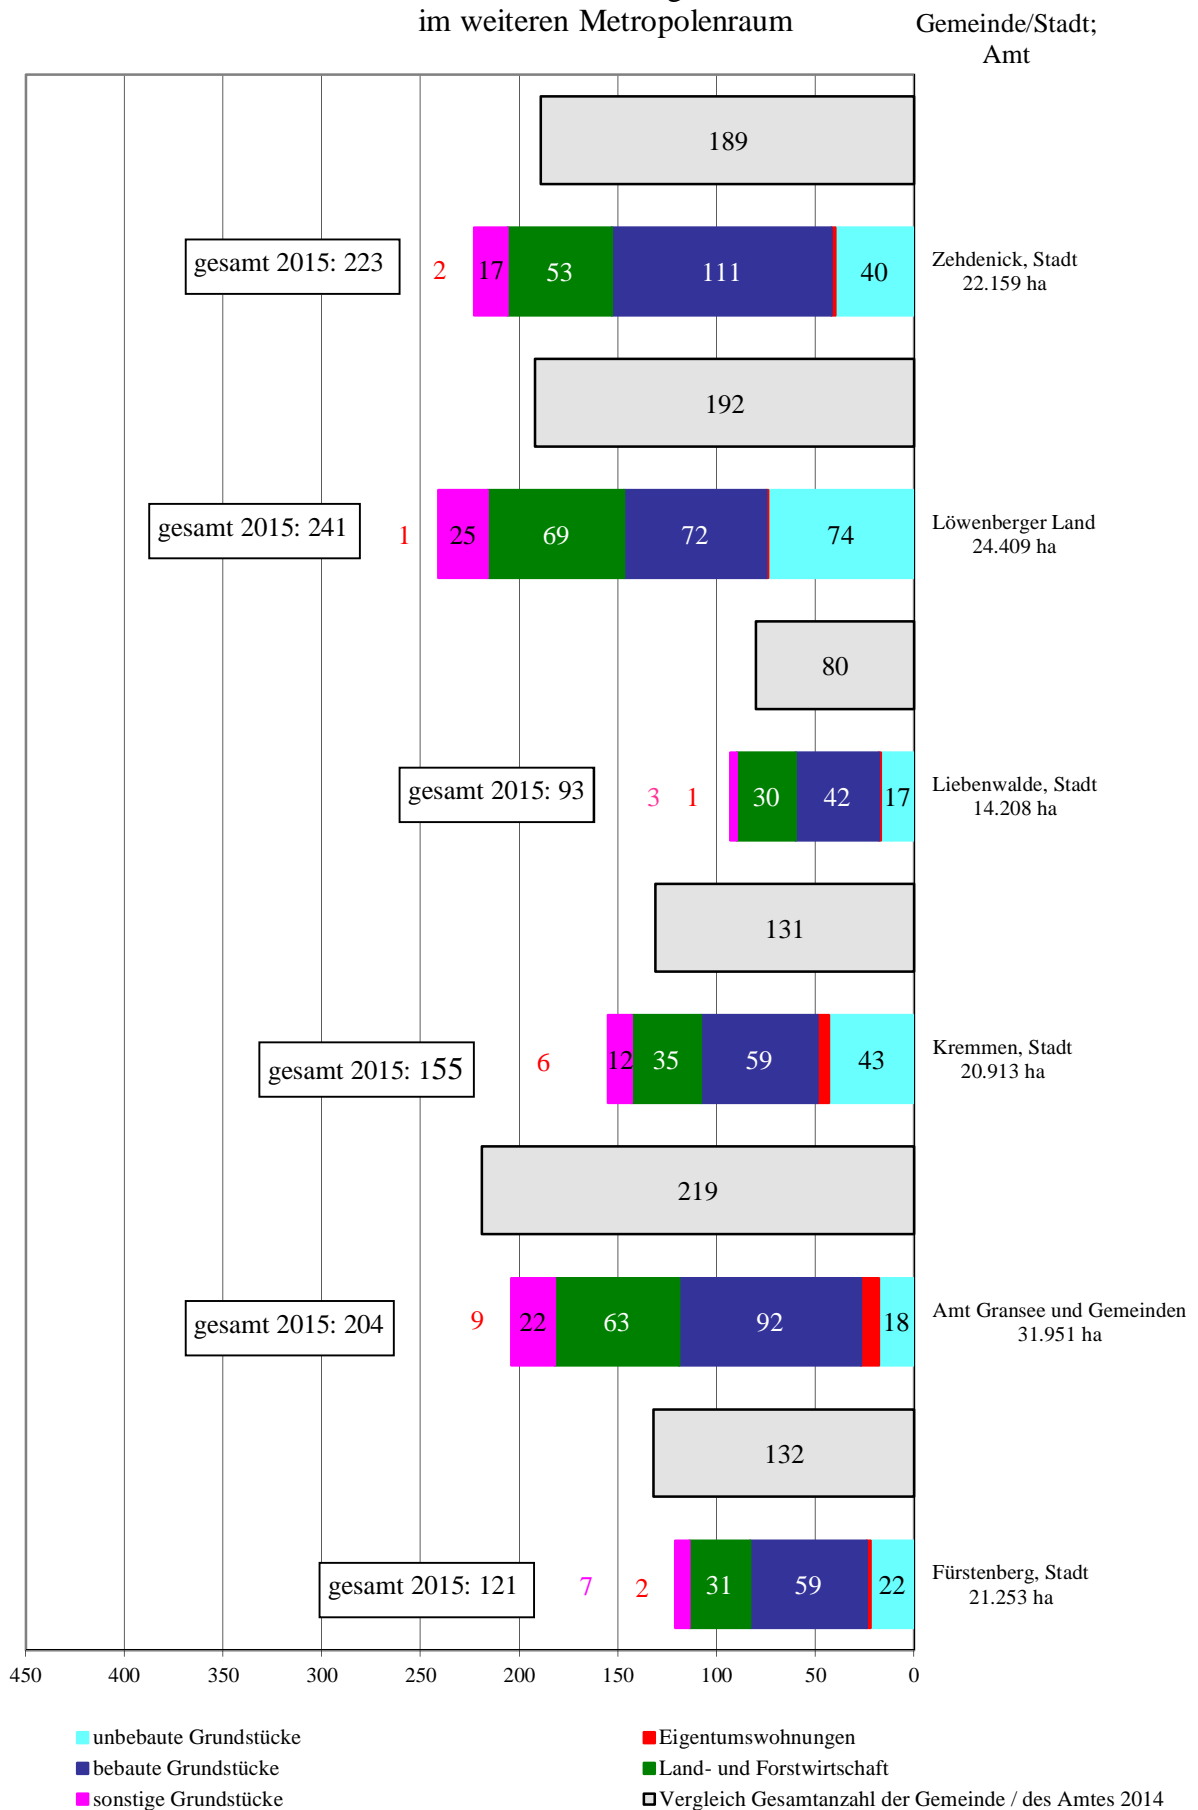 im weiteren Metropolenraum
Gemeinde/Stadt;
Amt
189
gesamt 2015: 223
2
17
53
111
40
Zehdenick, Stadt
22.159 ha
192
gesamt 2015: 241
1
25
69
72
74
Löwenberger Land
24.409 ha
80
gesamt 2015: 93
3
1
30
42
17
Liebenwalde, Stadt
14.208 ha
131
gesamt 2015: 155
6
12
35
59
43
Kremmen, Stadt
20.913 ha
219
gesamt 2015: 204
9
22
63
92
18
Amt Gransee und Gemeinden
31.951 ha
132
gesamt 2015: 121
7
2
31
59
22
Fürstenberg, Stadt
21.253 ha
450 400 350 300 250 200 150 100 50 0
unbebaute Grundstücke
Eigentumswohnungen
bebaute Grundstücke
Land- und Forstwirtschaft
sonstige Grundstücke
Vergleich Gesamtanzahl der Gemeinde / des Amtes 2014